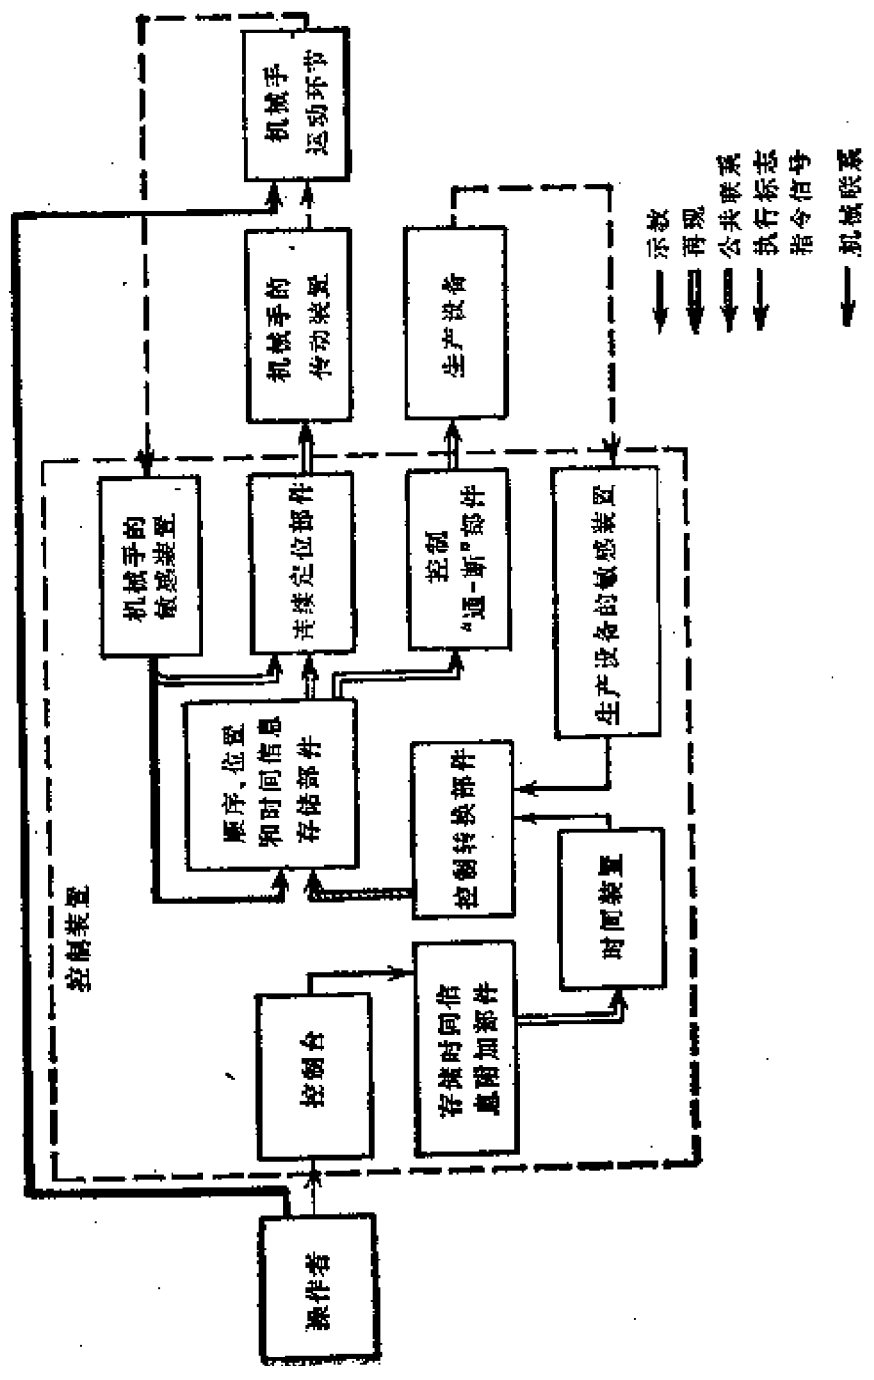 控制装置
操作者
控制台
存储时间信
息附加部件
时间装置
控制转换部件
顺序、位置
和时间信息
存储部件
机械手的
敏感装置
连续定位部件
控制
“通-断”部件
生产设备的敏感装置
机械手的
传动装置
生产设备
机械手
运动环节
示教
再现
公共联系
执行标志
指令信号
机械联系